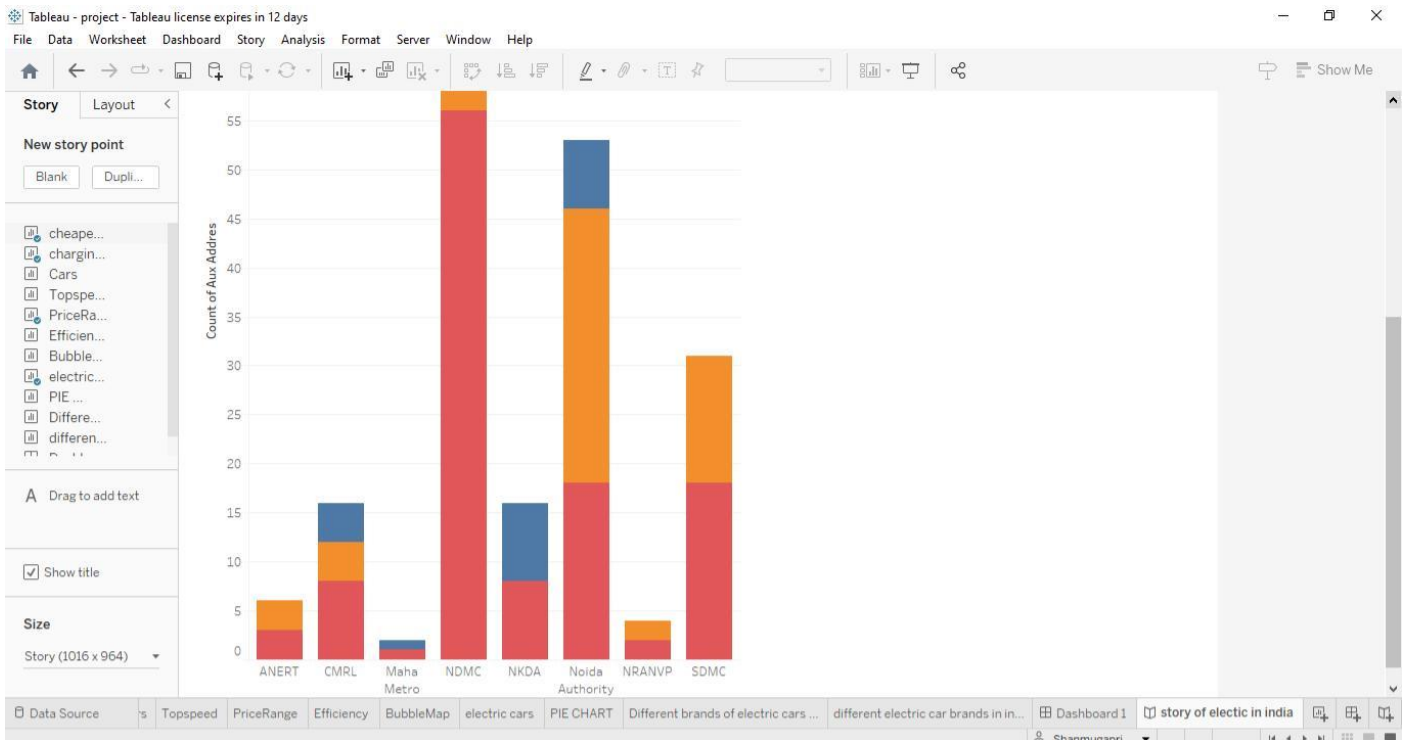 Tableau - project - Tableau license expires in 12 days
File Data Worksheet Dashboard Story Analysis Format Server Window Help
Show Me
Story Layout
New story point
Blank Dupli...
cheape...
chargin...
Cars
Topspe...
PriceRa...
Efficien...
Bubble...
electric...
PIE ...
Differe...
differen...
A Drag to add text
Show title
Size
Story (1016 x 964)
Count of Aux Addres
55
50
45
40
35
30
25
20
15
10
5
0
ANERT CMRL Maha Metro NDMC NKDA Noida Authority NRANVP SDMC
Data Source Topspeed PriceRange Efficiency BubbleMap electric cars PIE CHART Different brands of electric cars ... different electric car brands in in... Dashboard 1 story of electic in india